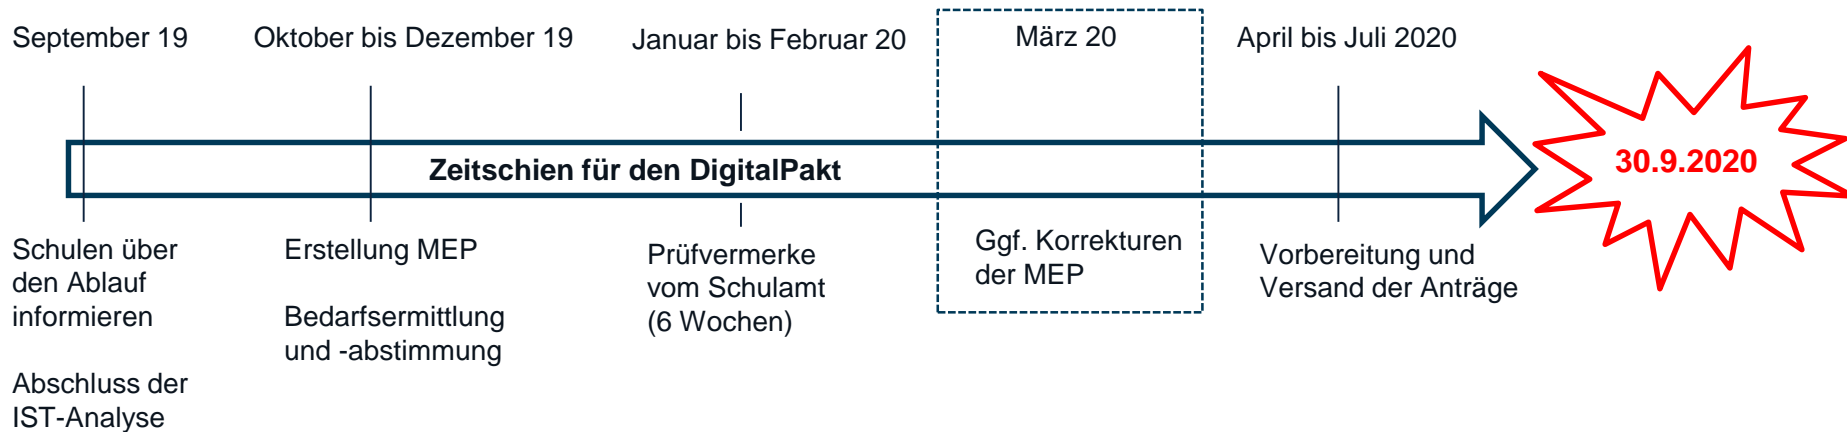 September 19
Oktober bis Dezember 19
Januar bis Februar 20
März 20
April bis Juli 2020
Zeitschien für den DigitalPakt
30.9.2020
Schulen über
den Ablauf
informieren
Abschluss der
IST-Analyse
Erstellung MEP
Bedarfsermittlung
und -abstimmung
Prüfvermerke
vom Schulamt
(6 Wochen)
Ggf. Korrekturen
der MEP
Vorbereitung und
Versand der Anträge